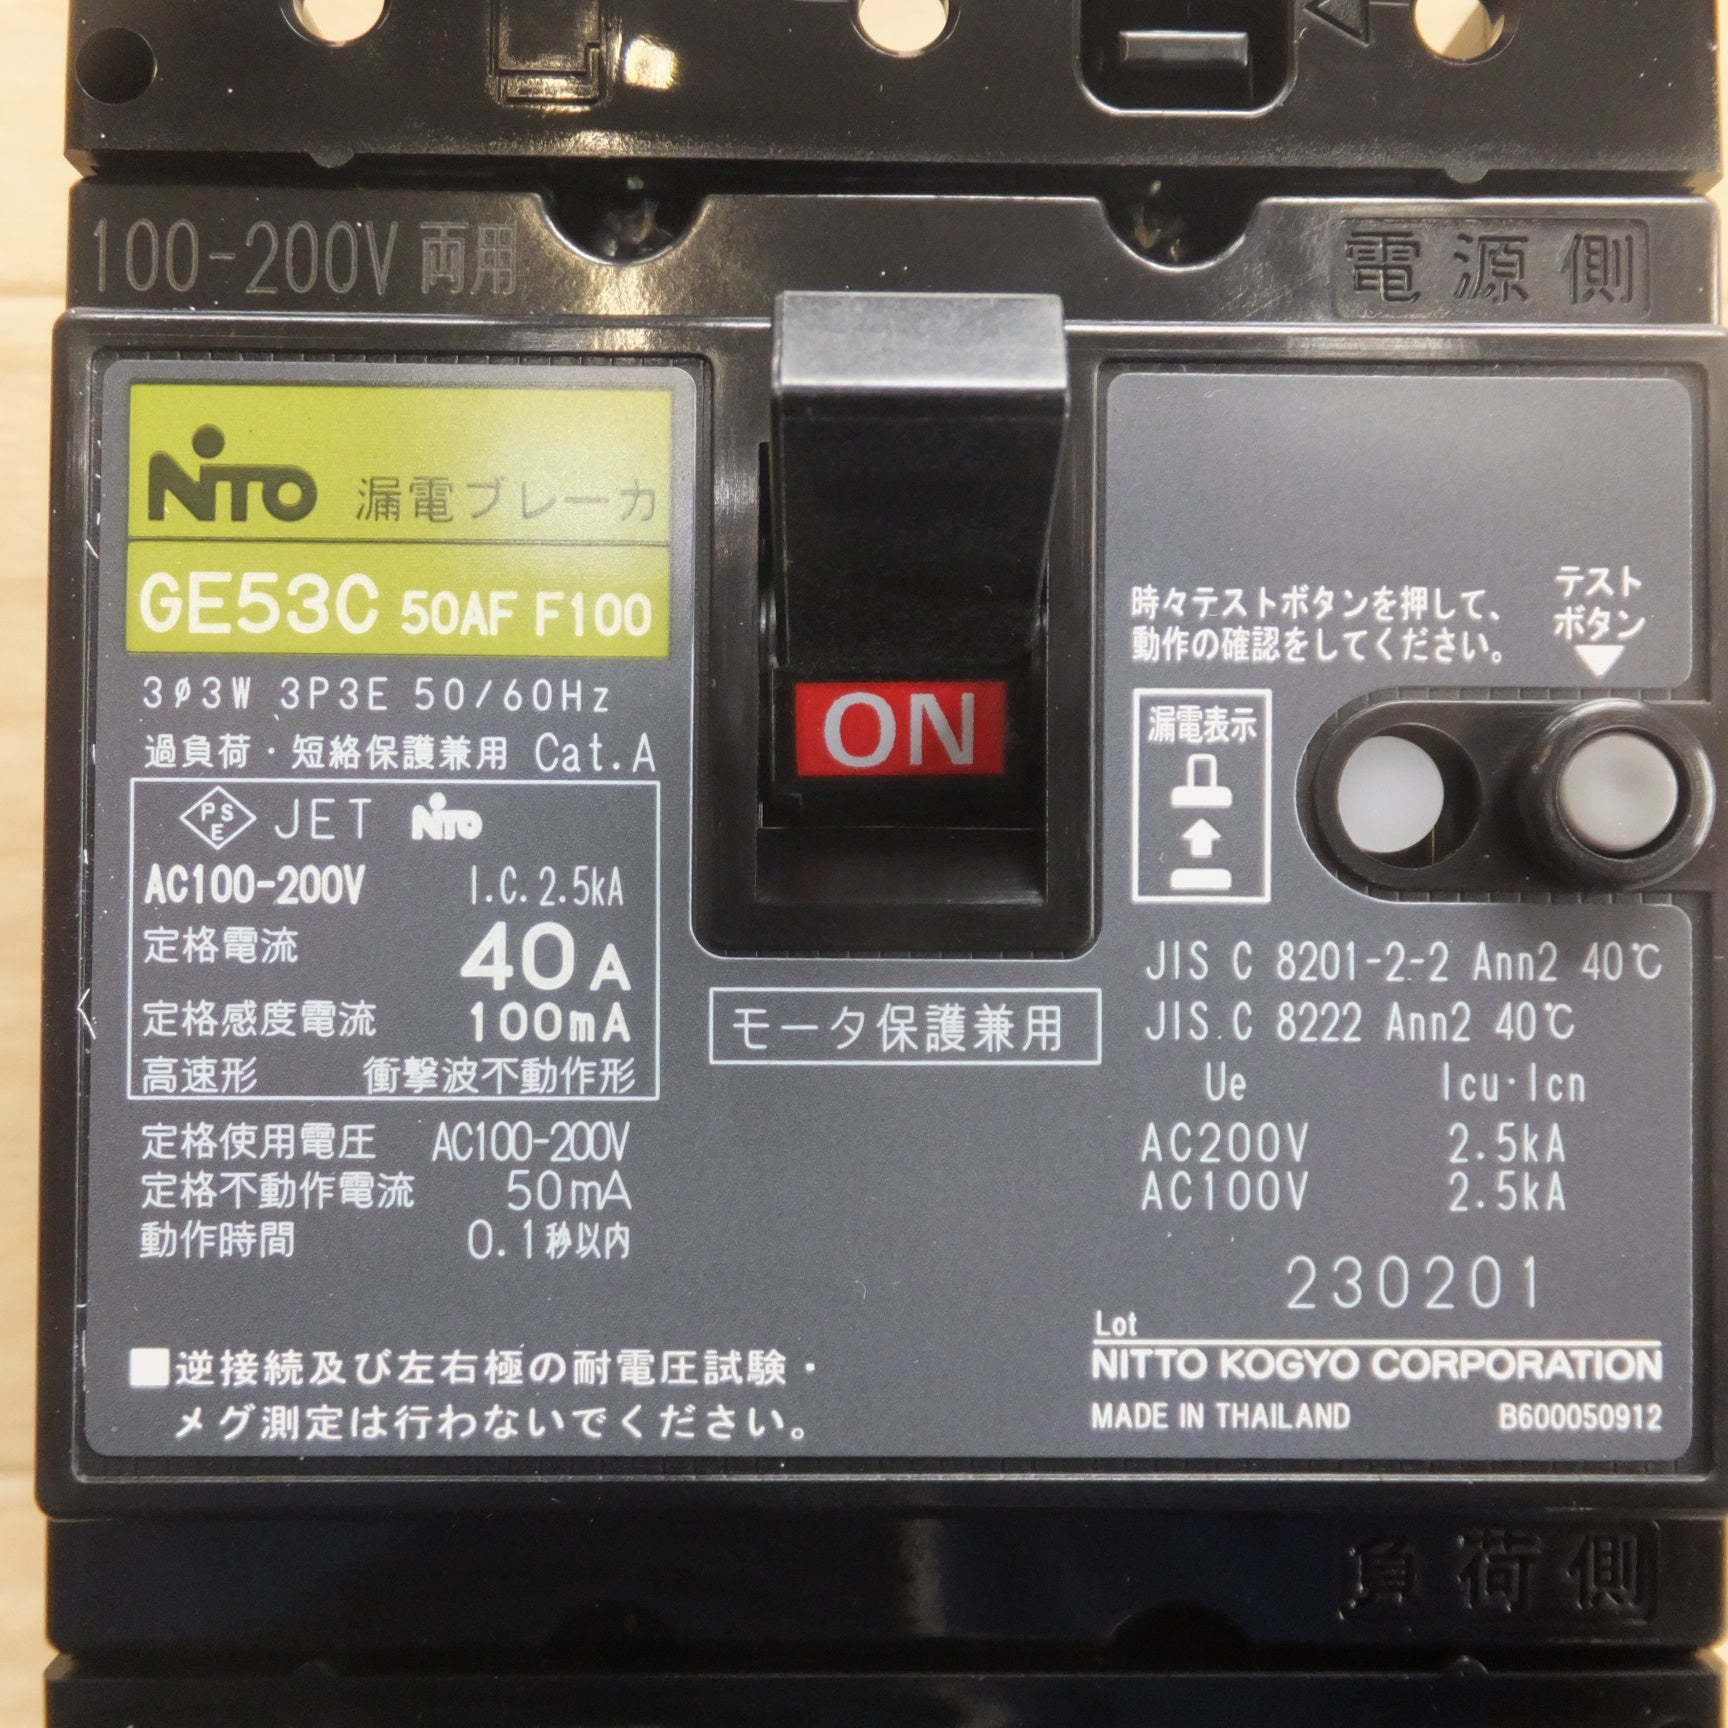 100-200V 両用
電源側
NITO 漏電ブレーカ
GE53C 50AF F100
3φ3W 3P3E 50/60Hz
過負荷・短絡保護兼用 Cat.A
PSE JET NITO
AC100-200V I.C.2.5kA
定格電流 40A
定格感度電流 100mA
高速形 衝撃波不動作形
定格使用電圧 AC100-200V
定格不動作電流 50mA
動作時間 0.1秒以内
■逆接続及び左右極の耐電圧試験・
メグ測定は行わないでください。
ON
モータ保護兼用
時々テストボタンを押して、
動作の確認をしてください。
テスト
ボタン
▼
漏電表示
JIS C 8201-2-2 Ann2 40℃
JIS C 8222 Ann2 40℃
Ue Icu・Icn
AC200V 2.5kA
AC100V 2.5kA
230201
Lot
NITTO KOGYO CORPORATION
MADE IN THAILAND B600050912
負荷側